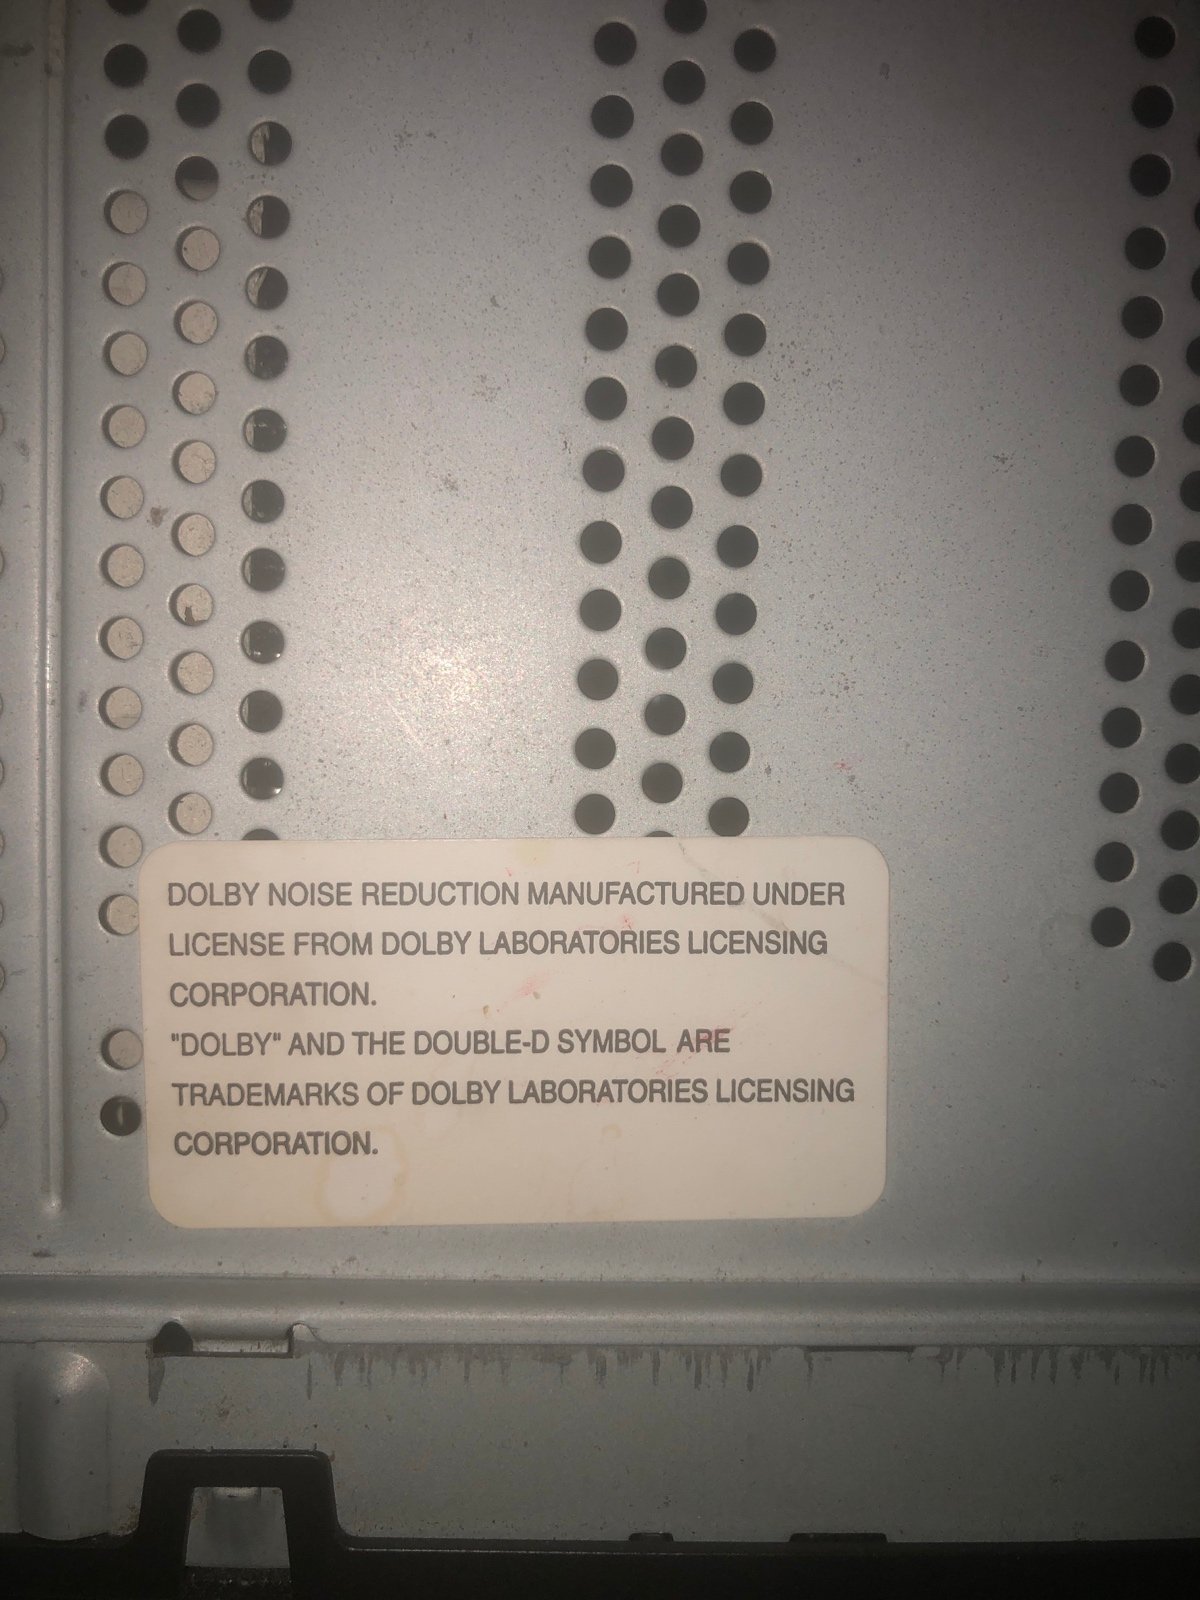 DOLBY NOISE REDUCTION MANUFACTURED UNDER
LICENSE FROM DOLBY LABORATORIES LICENSING
CORPORATION.
"DOLBY" AND THE DOUBLE-D SYMBOL ARE
TRADEMARKS OF DOLBY LABORATORIES LICENSING
CORPORATION.